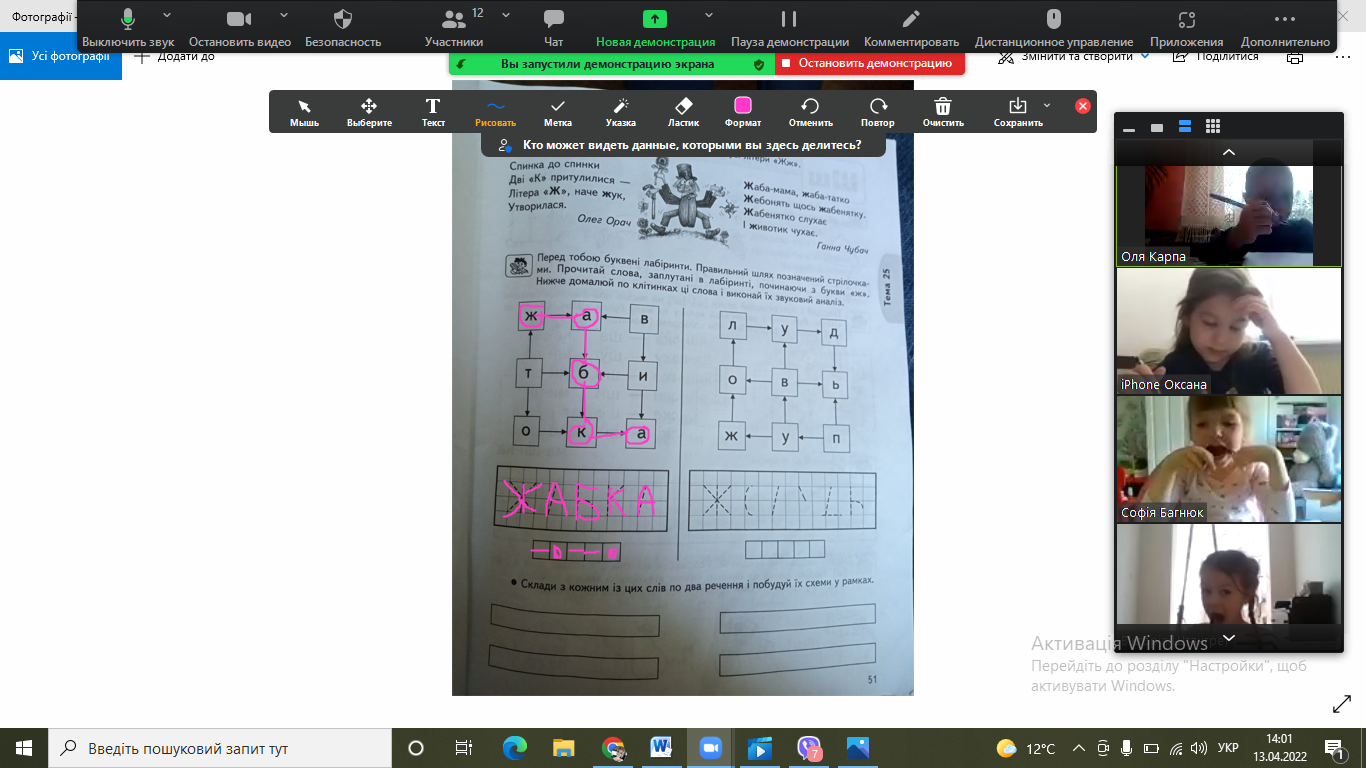 Фотографії -
Выключить звук
Остановить видео
Безопасность
12
Участники
Чат
Новая демонстрация
Пауза демонстрации
Комментировать
Дистанционное управление
Приложения
Дополнительно
Усі фотографії
Додати до
Вы запустили демонстрацию экрана
Остановить демонстрацию
Змінити та створити
Поділитися
Мышь
Выберите
Текст
Рисовать
Метка
Указка
Ластик
Формат
Отменить
Повтор
Очистить
Сохранить
Кто может видеть данные, которыми вы здесь делитесь?
літери «Жж».
Спинка до спинки
Дві «К» притулилися —
Літера «Ж», наче жук,
Утворилася.
Олег Орач
Жаба-мама, жаба-татко
Жебонять щось жабенятку.
Жабенятко слухає
І животик чухає.
Ганна Чубач
Тема 25
Перед тобою буквені лабіринти. Правильний шлях позначений стрілочка-
ми. Прочитай слова, заплутані в лабіринті, починаючи з букви «ж».
Нижче домалюй по клітинках ці слова і виконай їх звуковий аналіз.
ж а в
т б и
о к а
л у д
о в ь
ж у п
ЖАБКА
• Склади з кожним із цих слів по два речення і побудуй їх схеми у рамках.
51
Оля Карпа
iPhone Оксана
Софія Багнюк
Активація Windows
Перейдіть до розділу "Настройки", щоб
активувати Windows.
Введіть пошуковий запит тут
7
12°C
УКР
14:01
13.04.2022
1